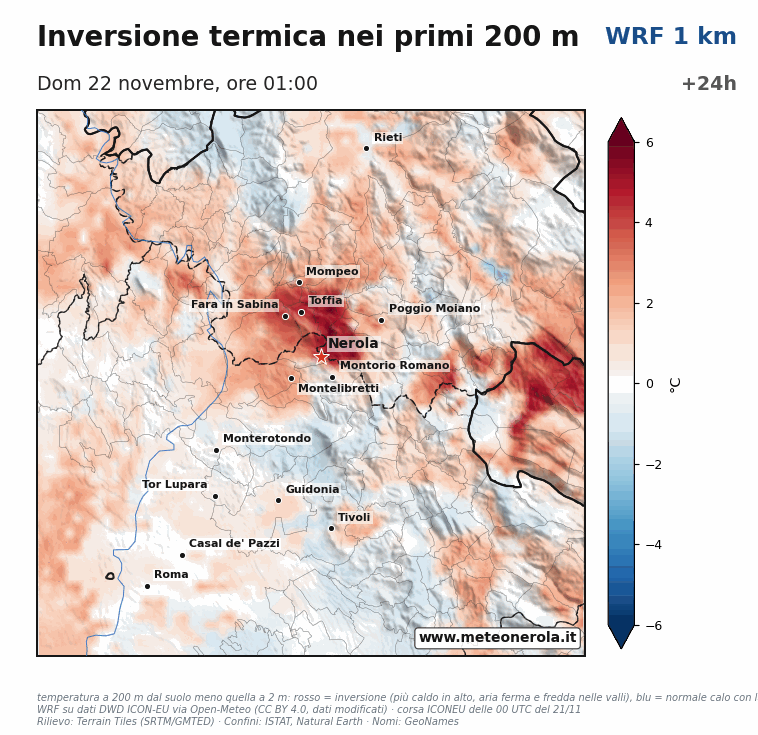 Inversione termica nei primi 200 m
WRF 1 km
Dom 22 novembre, ore 01:00
+24h
Rieti
Mompeo
Fara in Sabina
Toffia
Poggio Moiano
Nerola
Montorio Romano
Montelibretti
Monterotondo
Tor Lupara
Guidonia
Tivoli
Casal de' Pazzi
Roma
www.meteonerola.it
6
4
2
0
−2
−4
−6
°C
temperatura a 200 m dal suolo meno quella a 2 m: rosso = inversione (più caldo in alto, aria ferma e fredda nelle valli), blu = normale calo con l
WRF su dati DWD ICON-EU via Open-Meteo (CC BY 4.0, dati modificati) · corsa ICONEU delle 00 UTC del 21/11
Rilievo: Terrain Tiles (SRTM/GMTED) · Confini: ISTAT, Natural Earth · Nomi: GeoNames